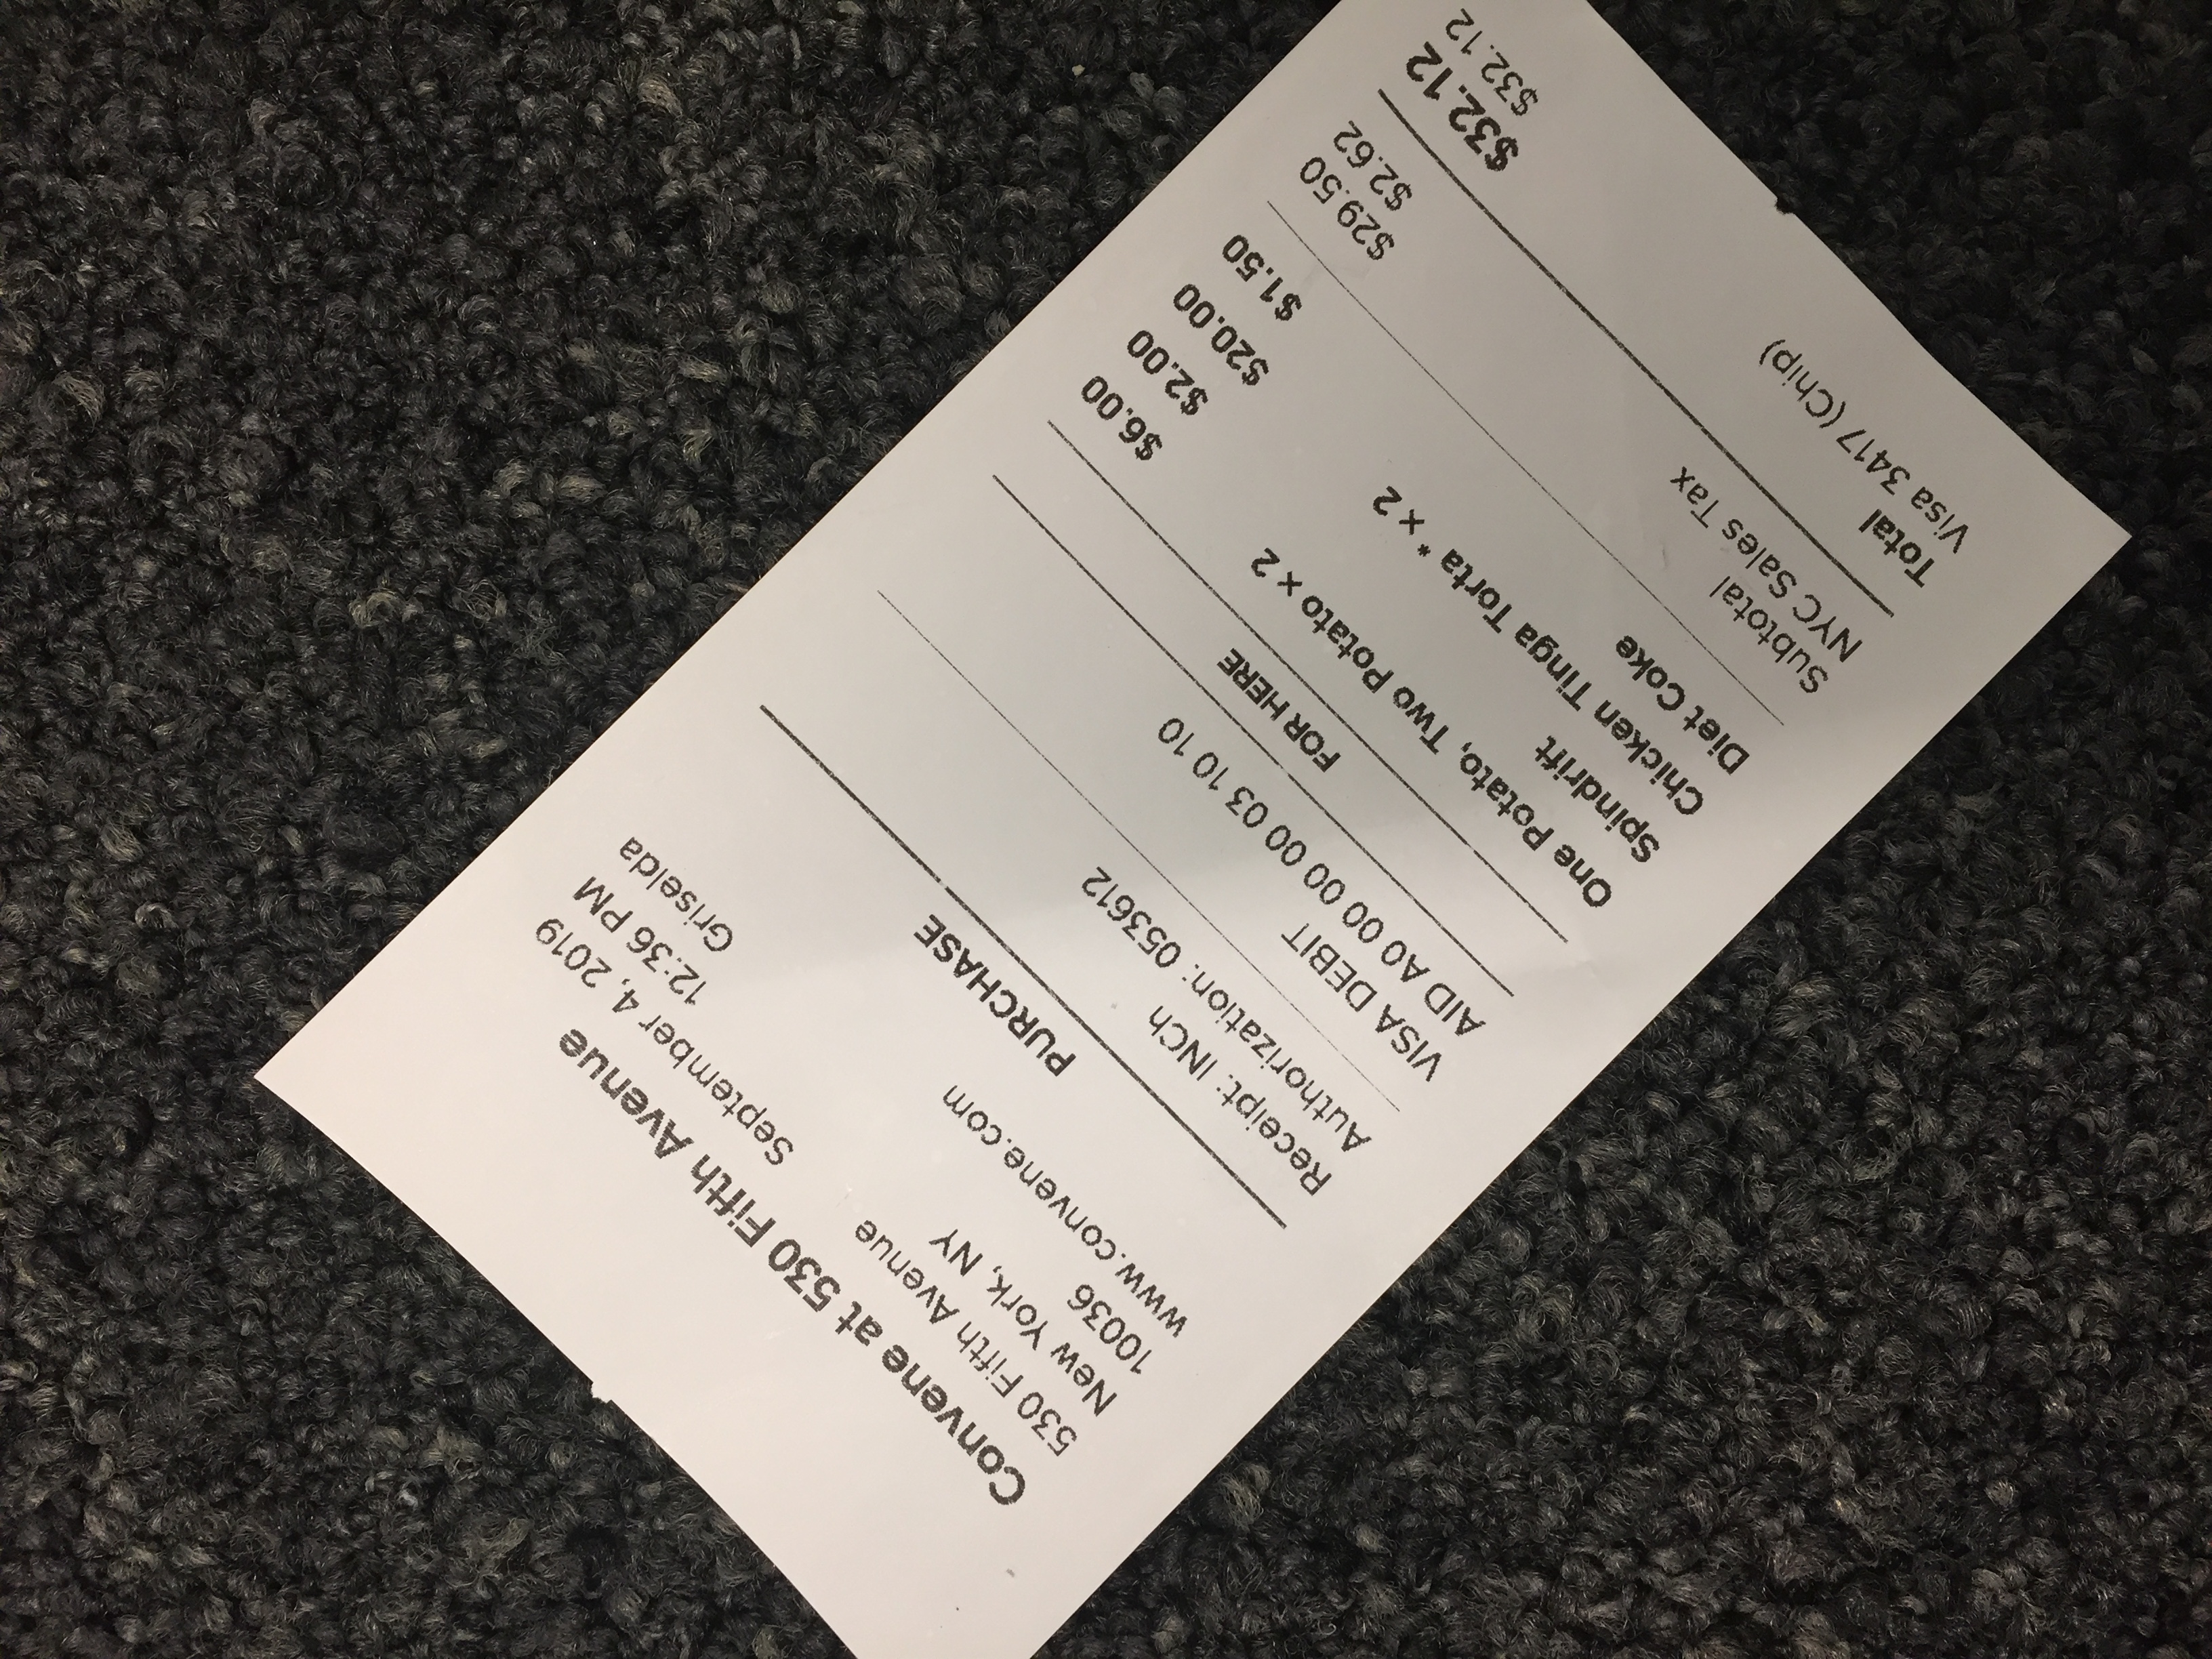 Convene at 530 Fifth Avenue
530 Fifth Avenue September 4, 2019
New York, NY 12:36 PM
10036 Griselda
www.convene.com
PURCHASE
Receipt: INCh
Authorization: 053612
VISA DEBIT
AID A0 00 00 00 03 10 10
FOR HERE
One Potato, Two Potato x 2 $6.00
Spindrift $2.00
Chicken Tinga Torta * x 2 $20.00
Diet Coke $1.50
Subtotal $29.50
NYC Sales Tax $2.62
Total $32.12
Visa 3417 (Chip) $32.12